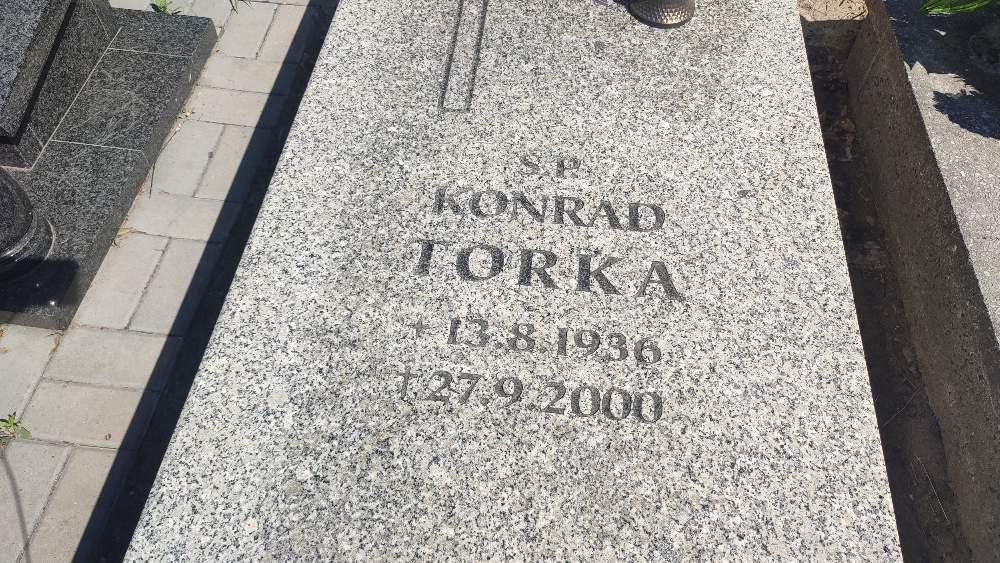 Ś.P.
KONRAD
TORKA
+ 13.8.1936
† 27.9.2000